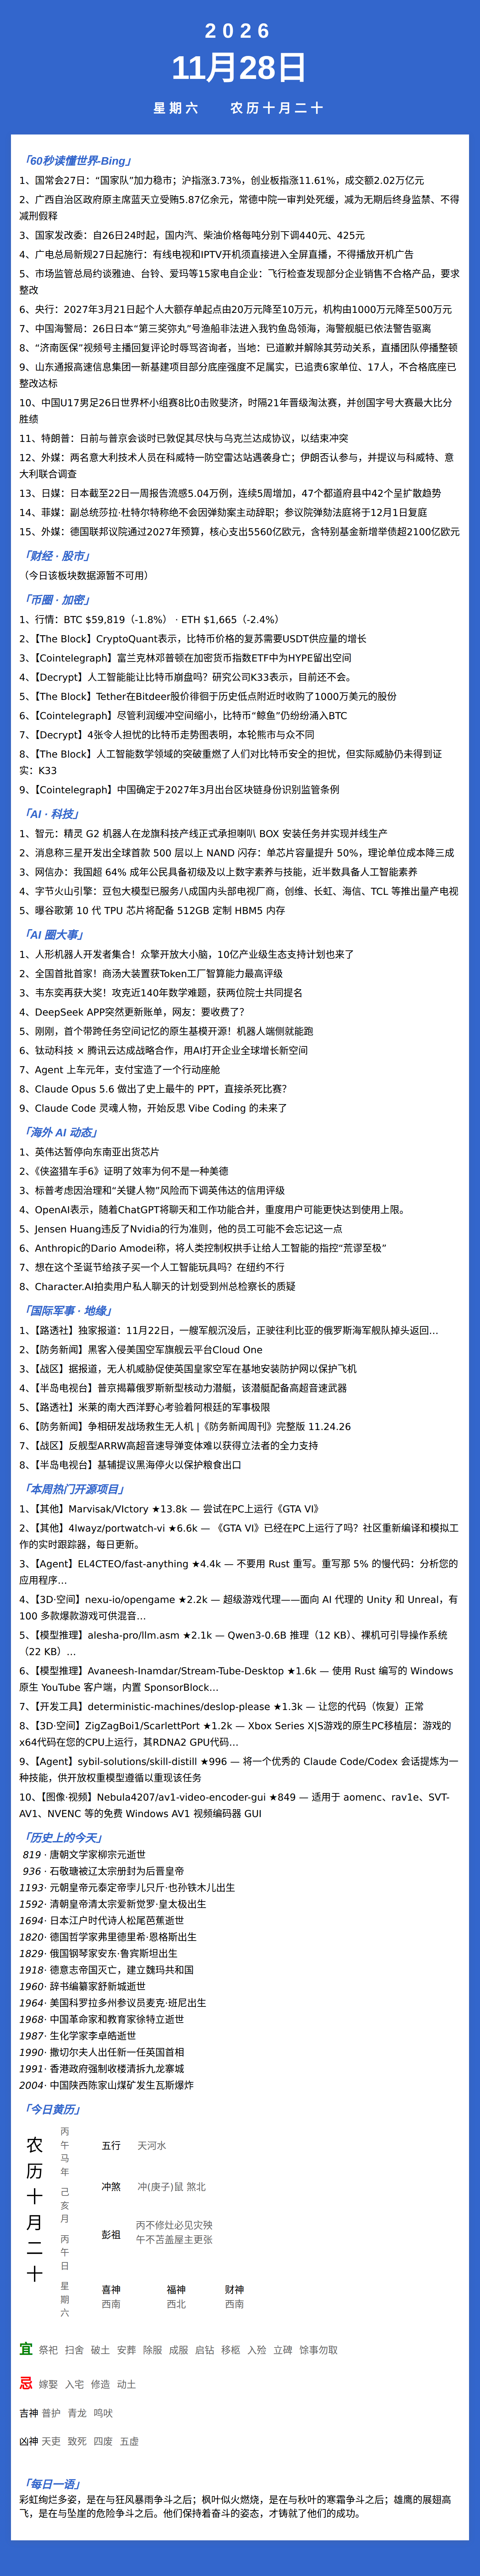 2026
11月28日
星期六 农历十月二十
「60秒读懂世界-Bing」
1、国常会27日：“国家队”加力稳市；沪指涨3.73%，创业板指涨11.61%，成交额2.02万亿元
2、广西自治区政府原主席蓝天立受贿5.87亿余元，常德中院一审判处死缓，减为无期后终身监禁、不得
减刑假释
3、国家发改委：自26日24时起，国内汽、柴油价格每吨分别下调440元、425元
4、广电总局新规27日起施行：有线电视和IPTV开机须直接进入全屏直播，不得播放开机广告
5、市场监管总局约谈雅迪、台铃、爱玛等15家电自企业：飞行检查发现部分企业销售不合格产品，要求
整改
6、央行：2027年3月21日起个人大额存单起点由20万元降至10万元，机构由1000万元降至500万元
7、中国海警局：26日日本“第三奖弥丸”号渔船非法进入我钓鱼岛领海，海警舰艇已依法警告驱离
8、“济南医保”视频号主播回复评论时辱骂咨询者，当地：已道歉并解除其劳动关系，直播团队停播整顿
9、山东通报高速信息集团一新基建项目部分底座强度不足属实，已追责6家单位、17人，不合格底座已
整改达标
10、中国U17男足26日世界杯小组赛8比0击败斐济，时隔21年晋级淘汰赛，并创国字号大赛最大比分
胜绩
11、特朗普：日前与普京会谈时已敦促其尽快与乌克兰达成协议，以结束冲突
12、外媒：两名意大利技术人员在科威特一防空雷达站遇袭身亡；伊朗否认参与，并提议与科威特、意
大利联合调查
13、日媒：日本截至22日一周报告流感5.04万例，连续5周增加，47个都道府县中42个呈扩散趋势
14、菲媒：副总统莎拉·杜特尔特称绝不会因弹劾案主动辞职；参议院弹劾法庭将于12月1日复庭
15、外媒：德国联邦议院通过2027年预算，核心支出5560亿欧元，含特别基金新增举债超2100亿欧元
「财经 · 股市」
（今日该板块数据源暂不可用）
「币圈 · 加密」
1、行情：BTC $59,819（-1.8%） · ETH $1,665（-2.4%）
2、【The Block】CryptoQuant表示，比特币价格的复苏需要USDT供应量的增长
3、【Cointelegraph】富兰克林邓普顿在加密货币指数ETF中为HYPE留出空间
4、【Decrypt】人工智能能让比特币崩盘吗？研究公司K33表示，目前还不会。
5、【The Block】Tether在Bitdeer股价徘徊于历史低点附近时收购了1000万美元的股份
6、【Cointelegraph】尽管利润缓冲空间缩小，比特币“鲸鱼”仍纷纷涌入BTC
7、【Decrypt】4张令人担忧的比特币走势图表明，本轮熊市与众不同
8、【The Block】人工智能数学领域的突破重燃了人们对比特币安全的担忧，但实际威胁仍未得到证
实：K33
9、【Cointelegraph】中国确定于2027年3月出台区块链身份识别监管条例
「AI · 科技」
1、智元：精灵 G2 机器人在龙旗科技产线正式承担喇叭 BOX 安装任务并实现并线生产
2、消息称三星开发出全球首款 500 层以上 NAND 闪存：单芯片容量提升 50%，理论单位成本降三成
3、网信办：我国超 64% 成年公民具备初级及以上数字素养与技能，近半数具备人工智能素养
4、字节火山引擎：豆包大模型已服务八成国内头部电视厂商，创维、长虹、海信、TCL 等推出量产电视
5、曝谷歌第 10 代 TPU 芯片将配备 512GB 定制 HBM5 内存
「AI 圈大事」
1、人形机器人开发者集合！众擎开放大小脑，10亿产业级生态支持计划也来了
2、全国首批首家！商汤大装置获Token工厂智算能力最高评级
3、韦东奕再获大奖！攻克近140年数学难题，获两位院士共同提名
4、DeepSeek APP突然更新账单，网友：要收费了？
5、刚刚，首个带跨任务空间记忆的原生基模开源！机器人端侧就能跑
6、钛动科技 × 腾讯云达成战略合作，用AI打开企业全球增长新空间
7、Agent 上车元年，支付宝造了一个行动座舱
8、Claude Opus 5.6 做出了史上最牛的 PPT，直接杀死比赛？
9、Claude Code 灵魂人物，开始反思 Vibe Coding 的未来了
「海外 AI 动态」
1、英伟达暂停向东南亚出货芯片
2、《侠盗猎车手6》证明了效率为何不是一种美德
3、标普考虑因治理和“关键人物”风险而下调英伟达的信用评级
4、OpenAI表示，随着ChatGPT将聊天和工作功能合并，重度用户可能更快达到使用上限。
5、Jensen Huang违反了Nvidia的行为准则，他的员工可能不会忘记这一点
6、Anthropic的Dario Amodei称，将人类控制权拱手让给人工智能的指控“荒谬至极”
7、想在这个圣诞节给孩子买一个人工智能玩具吗？在纽约不行
8、Character.AI拍卖用户私人聊天的计划受到州总检察长的质疑
「国际军事 · 地缘」
1、【路透社】独家报道：11月22日，一艘军舰沉没后，正驶往利比亚的俄罗斯海军舰队掉头返回…
2、【防务新闻】黑客入侵美国空军旗舰云平台Cloud One
3、【战区】据报道，无人机威胁促使英国皇家空军在基地安装防护网以保护飞机
4、【半岛电视台】普京揭幕俄罗斯新型核动力潜艇，该潜艇配备高超音速武器
5、【路透社】米莱的南大西洋野心考验着阿根廷的军事极限
6、【防务新闻】争相研发战场救生无人机 |《防务新闻周刊》完整版 11.24.26
7、【战区】反舰型ARRW高超音速导弹变体难以获得立法者的全力支持
8、【半岛电视台】基辅提议黑海停火以保护粮食出口
「本周热门开源项目」
1、【其他】Marvisak/VIctory ★13.8k — 尝试在PC上运行《GTA VI》
2、【其他】4lwayz/portwatch-vi ★6.6k — 《GTA VI》已经在PC上运行了吗？社区重新编译和模拟工
作的实时跟踪器，每日更新。
3、【Agent】EL4CTEO/fast-anything ★4.4k — 不要用 Rust 重写。重写那 5% 的慢代码：分析您的
应用程序…
4、【3D·空间】nexu-io/opengame ★2.2k — 超级游戏代理——面向 AI 代理的 Unity 和 Unreal，有
100 多款爆款游戏可供混音…
5、【模型推理】alesha-pro/llm.asm ★2.1k — Qwen3-0.6B 推理（12 KB）、裸机可引导操作系统
（22 KB）…
6、【模型推理】Avaneesh-Inamdar/Stream-Tube-Desktop ★1.6k — 使用 Rust 编写的 Windows
原生 YouTube 客户端，内置 SponsorBlock…
7、【开发工具】deterministic-machines/deslop-please ★1.3k — 让您的代码（恢复）正常
8、【3D·空间】ZigZagBoi1/ScarlettPort ★1.2k — Xbox Series X|S游戏的原生PC移植层：游戏的
x64代码在您的CPU上运行，其RDNA2 GPU代码…
9、【Agent】sybil-solutions/skill-distill ★996 — 将一个优秀的 Claude Code/Codex 会话提炼为一
种技能，供开放权重模型遵循以重现该任务
10、【图像·视频】Nebula4207/av1-video-encoder-gui ★849 — 适用于 aomenc、rav1e、SVT-
AV1、NVENC 等的免费 Windows AV1 视频编码器 GUI
「历史上的今天」
819 · 唐朝文学家柳宗元逝世
936 · 石敬瑭被辽太宗册封为后晋皇帝
1193· 元朝皇帝元泰定帝孛儿只斤·也孙铁木儿出生
1592· 清朝皇帝清太宗爱新觉罗·皇太极出生
1694· 日本江户时代诗人松尾芭蕉逝世
1820· 德国哲学家弗里德里希·恩格斯出生
1829· 俄国钢琴家安东·鲁宾斯坦出生
1918· 德意志帝国灭亡，建立魏玛共和国
1960· 辞书编纂家舒新城逝世
1964· 美国科罗拉多州参议员麦克·班尼出生
1968· 中国革命家和教育家徐特立逝世
1987· 生化学家李卓皓逝世
1990· 撒切尔夫人出任新一任英国首相
1991· 香港政府强制收楼清拆九龙寨城
2004· 中国陕西陈家山煤矿发生瓦斯爆炸
「今日黄历」
农历十月二十
丙午马年
己亥月
丙午日
星期六
五行 天河水
冲煞 冲(庚子)鼠 煞北
彭祖 丙不修灶必见灾殃
午不苫盖屋主更张
喜神 福神 财神
西南 西北 西南
宜 祭祀 扫舍 破土 安葬 除服 成服 启钻 移柩 入殓 立碑 馀事勿取
忌 嫁娶 入宅 修造 动土
吉神 普护 青龙 鸣吠
凶神 天吏 致死 四废 五虚
「每日一语」
彩虹绚烂多姿，是在与狂风暴雨争斗之后；枫叶似火燃烧，是在与秋叶的寒霜争斗之后；雄鹰的展翅高
飞，是在与坠崖的危险争斗之后。他们保持着奋斗的姿态，才铸就了他们的成功。